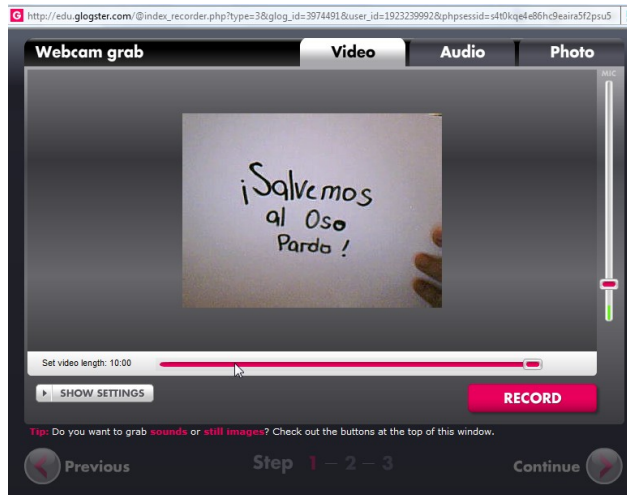 http://edu.glogster.com/@index_recorder.php?type=3&glog_id=3974491&user_id=1923239992&phpsessid=s4t0kqe4e86hc9eaira5f2psu5
Webcam grab
Video
Audio
Photo
MIC
¡Salvemos
al Oso
Pardo!
Set video length: 10:00
SHOW SETTINGS
RECORD
Tip: Do you want to grab sounds or still images? Check out the buttons at the top of this window.
Previous
Step 1 – 2 – 3
Continue